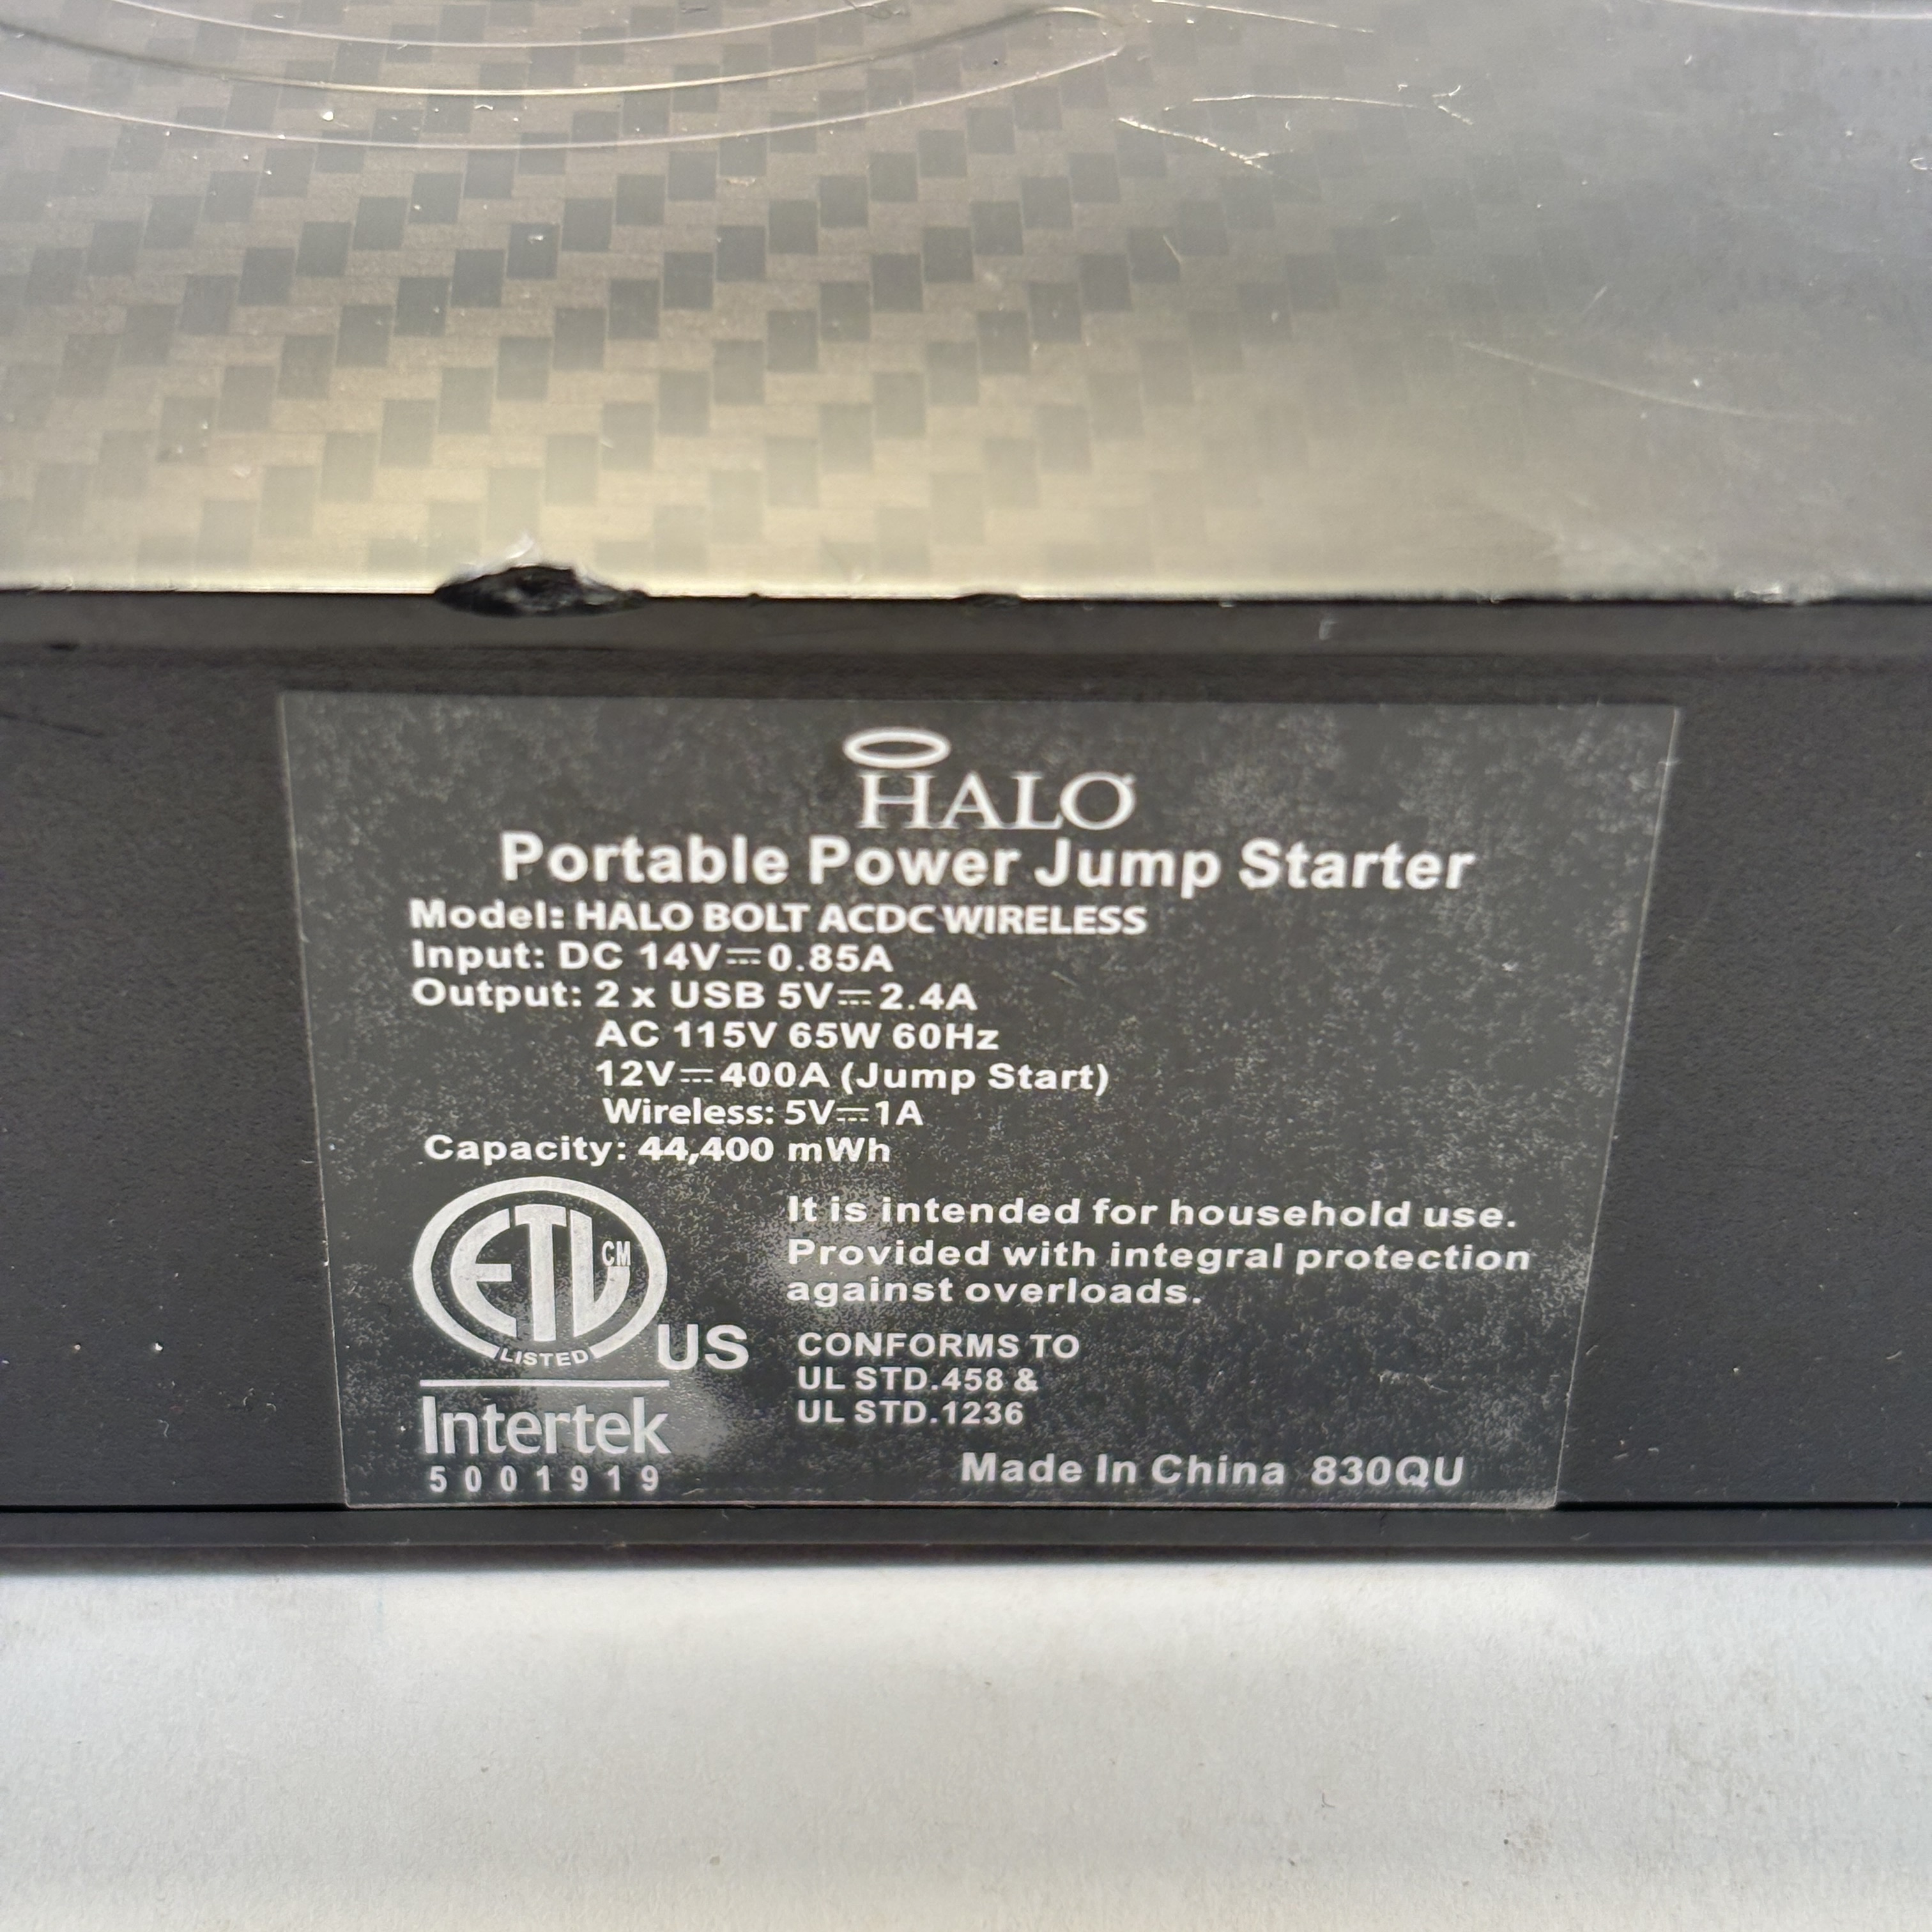 HALO
Portable Power Jump Starter
Model: HALO BOLT ACDC WIRELESS
Input: DC 14V⎓0.85A
Output: 2 x USB 5V⎓2.4A
AC 115V 65W 60Hz
12V⎓400A (Jump Start)
Wireless: 5V⎓1A
Capacity: 44,400 mWh
ETL CM
LISTED
US
Intertek
5001919
It is intended for household use.
Provided with integral protection
against overloads.
CONFORMS TO
UL STD.458 &
UL STD.1236
Made In China 830QU